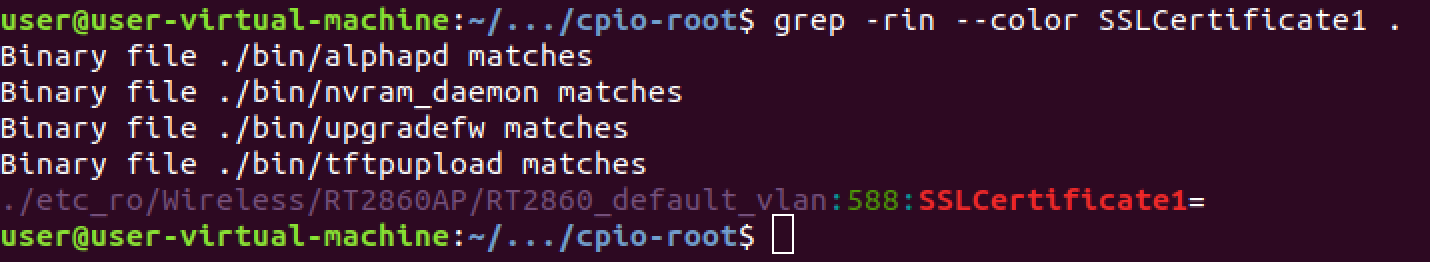 user@user-virtual-machine:~/.../cpio-root$ grep -rin --color SSLCertificate1 .
Binary file ./bin/alphapd matches
Binary file ./bin/nvram_daemon matches
Binary file ./bin/upgradefw matches
Binary file ./bin/tftpupload matches
./etc_ro/Wireless/RT2860AP/RT2860_default_vlan:588:SSLCertificate1=
user@user-virtual-machine:~/.../cpio-root$